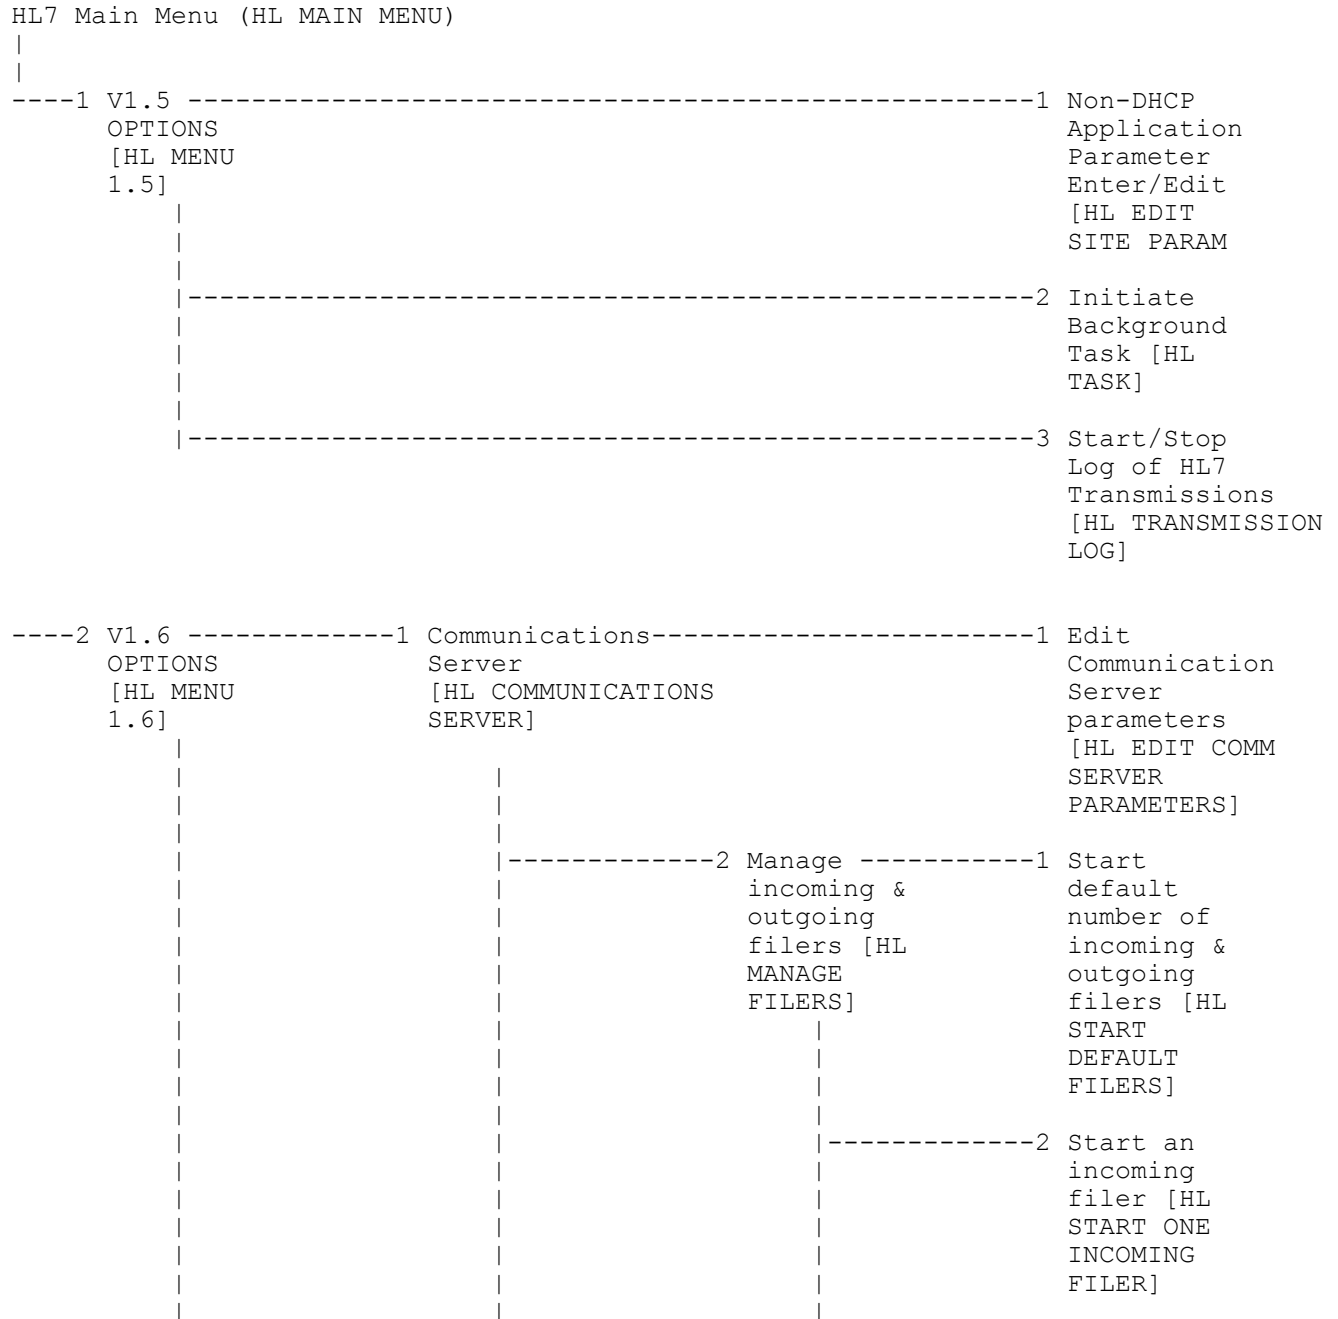 HL7 Main Menu (HL MAIN MENU)
|
|
----1 V1.5 -----------------------------------------------------1 Non-DHCP
      OPTIONS                                                     Application
      [HL MENU                                                    Parameter
      1.5]                                                        Enter/Edit
          |                                                       [HL EDIT
          |                                                       SITE PARAM
          |
          |-----------------------------------------------------2 Initiate
          |                                                       Background
          |                                                       Task [HL
          |                                                       TASK]
          |
          |-----------------------------------------------------3 Start/Stop
                                                                  Log of HL7
                                                                  Transmissions
                                                                  [HL TRANSMISSION
                                                                  LOG]
----2 V1.6 -------------1 Communications------------------------1 Edit
      OPTIONS             Server                                  Communication
      [HL MENU            [HL COMMUNICATIONS                      Server
      1.6]                SERVER]                                 parameters
          |                                                       [HL EDIT COMM
          |                   |                                   SERVER
          |                   |                                   PARAMETERS]
          |                   |
          |                   |-------------2 Manage -----------1 Start
          |                   |               incoming &          default
          |                   |               outgoing            number of
          |                   |               filers [HL          incoming &
          |                   |               MANAGE              outgoing
          |                   |               FILERS]             filers [HL
          |                   |                   |               START
          |                   |                   |               DEFAULT
          |                   |                   |               FILERS]
          |                   |                   |
          |                   |                   |-------------2 Start an
          |                   |                   |               incoming
          |                   |                   |               filer [HL
          |                   |                   |               START ONE
          |                   |                   |               INCOMING
          |                   |                   |               FILER]
          |                   |                   |